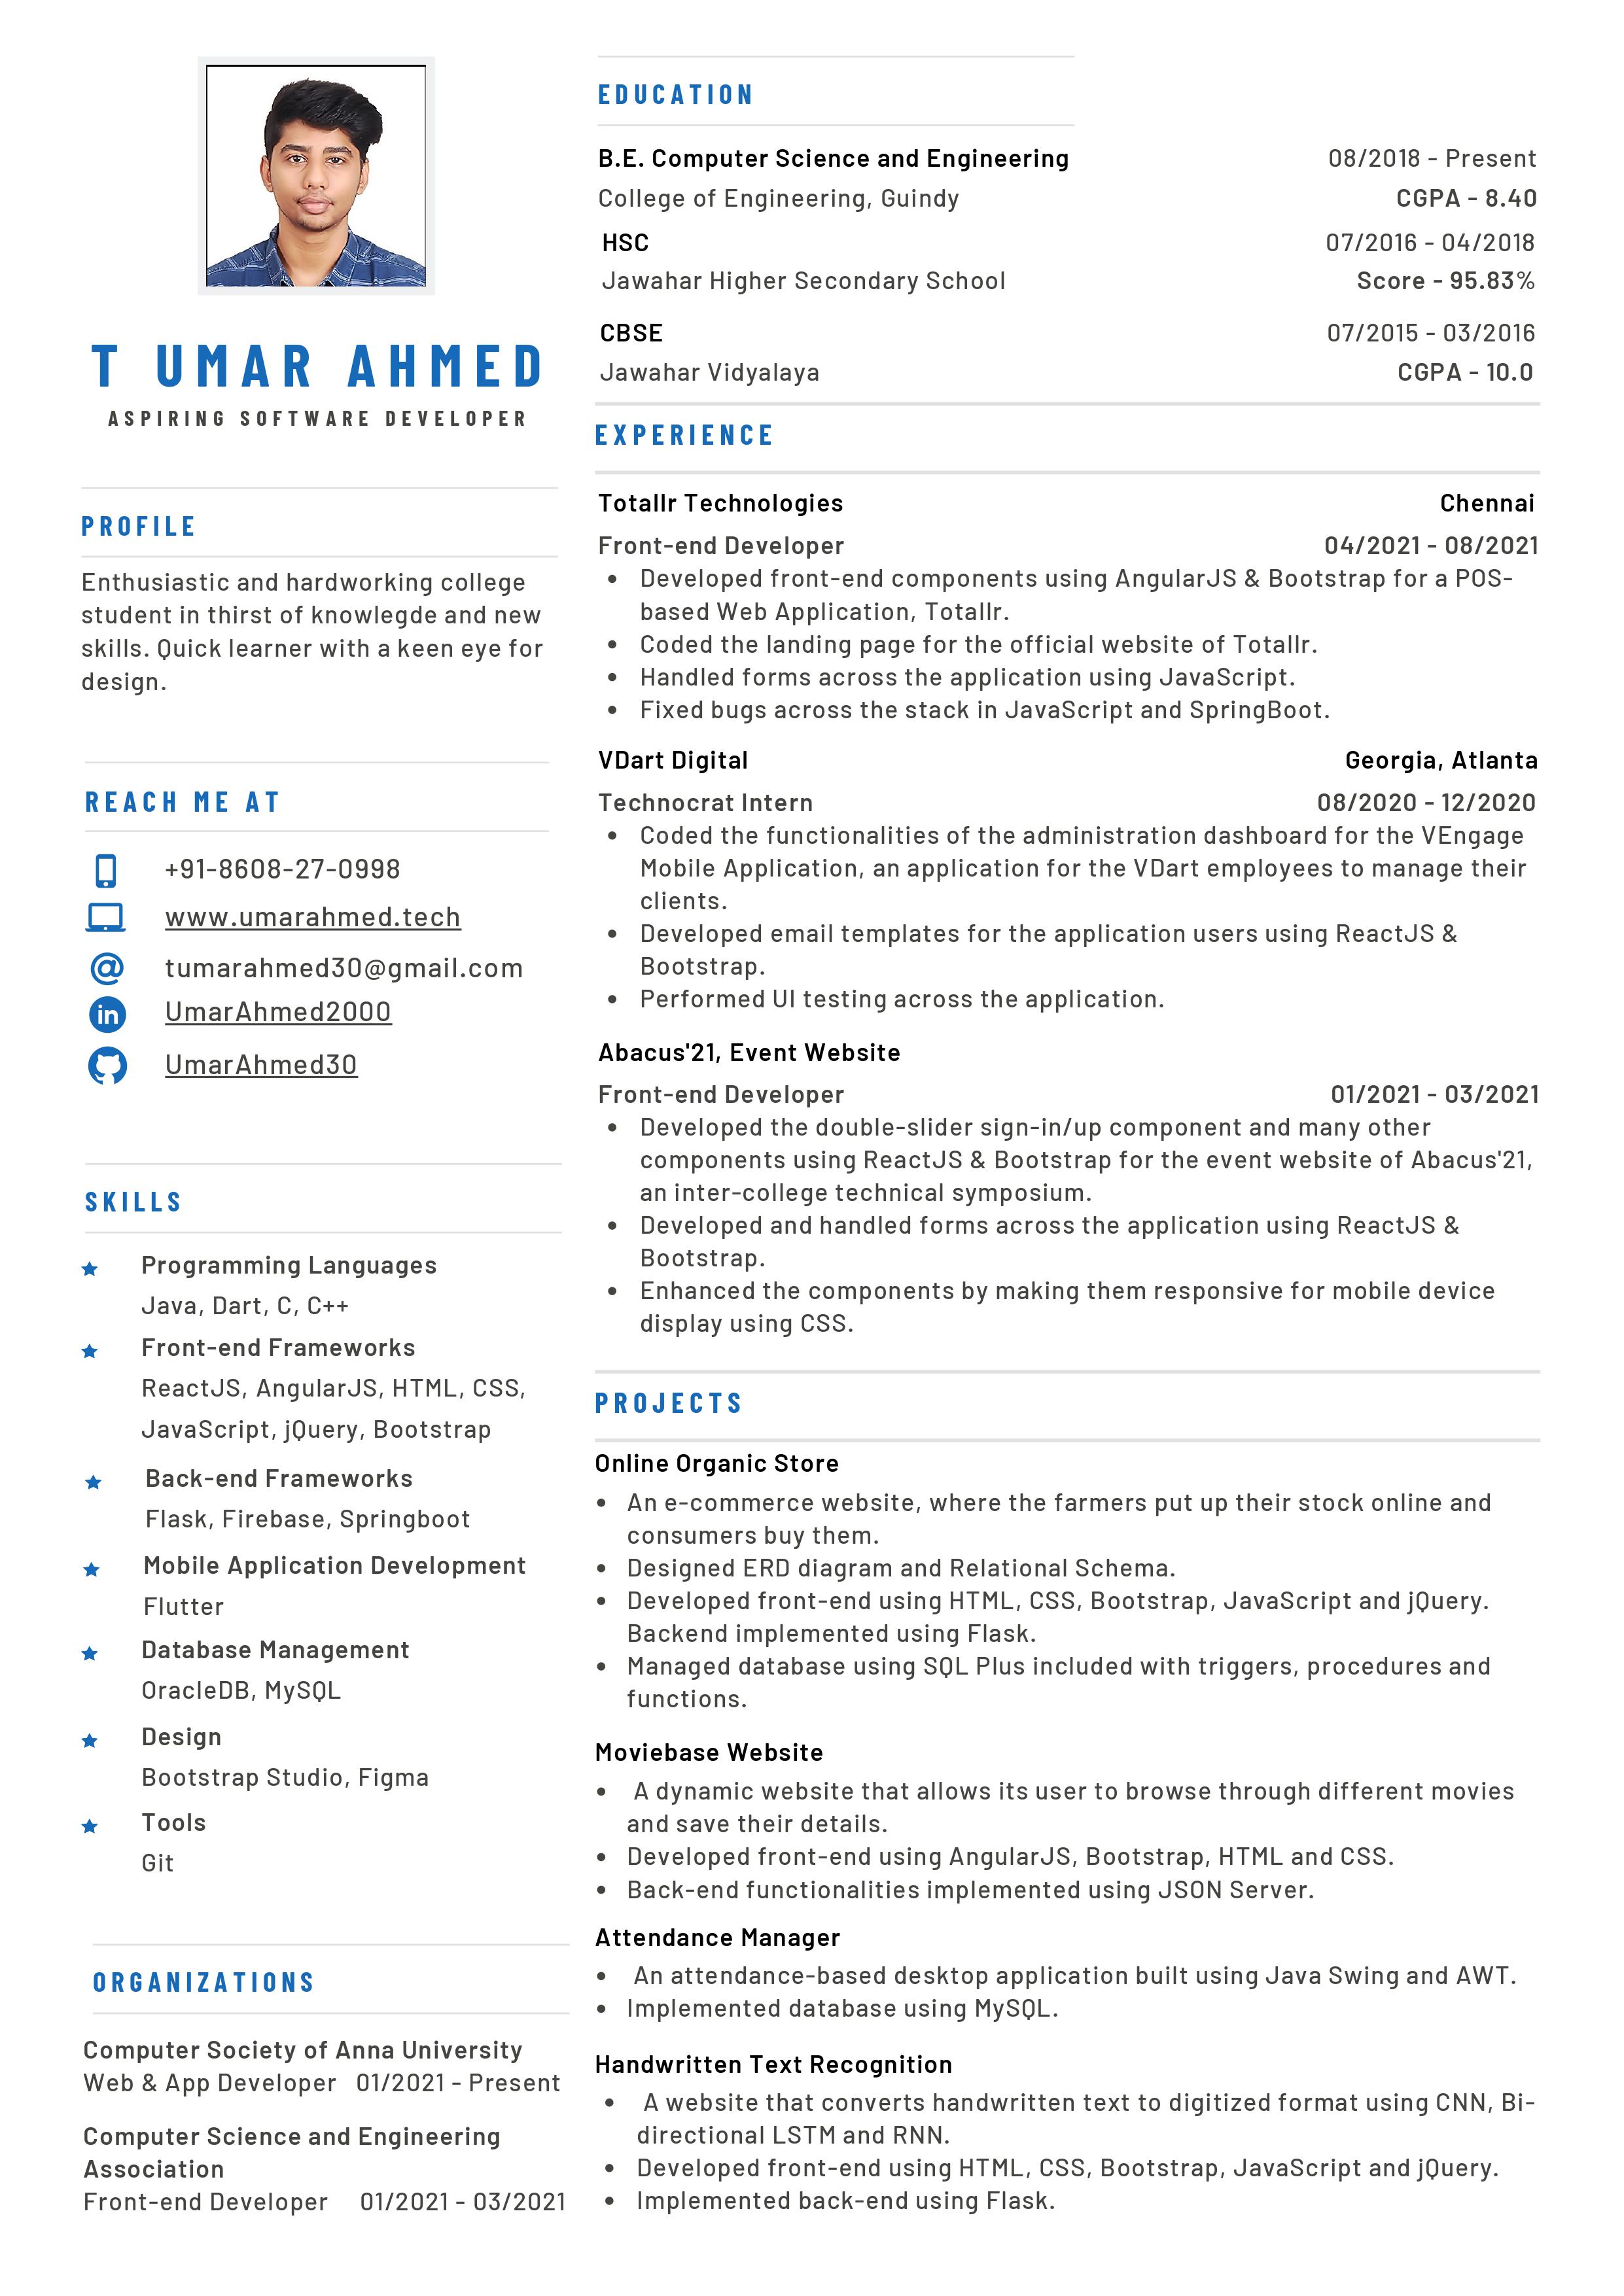 T UMAR AHMED
ASPIRING SOFTWARE DEVELOPER
PROFILE
Enthusiastic and hardworking college
student in thirst of knowlegde and new
skills. Quick learner with a keen eye for
design.
REACH ME AT
+91-8608-27-0998
www.umarahmed.tech
tumarahmed30@gmail.com
UmarAhmed2000
UmarAhmed30
SKILLS
Programming Languages
Java, Dart, C, C++
Front-end Frameworks
ReactJS, AngularJS, HTML, CSS,
JavaScript, jQuery, Bootstrap
Back-end Frameworks
Flask, Firebase, Springboot
Mobile Application Development
Flutter
Database Management
OracleDB, MySQL
Design
Bootstrap Studio, Figma
Tools
Git
ORGANIZATIONS
Computer Society of Anna University
Web & App Developer 01/2021 - Present
Computer Science and Engineering
Association
Front-end Developer 01/2021 - 03/2021
EDUCATION
B.E. Computer Science and Engineering 08/2018 - Present
College of Engineering, Guindy CGPA - 8.40
HSC 07/2016 - 04/2018
Jawahar Higher Secondary School Score - 95.83%
CBSE 07/2015 - 03/2016
Jawahar Vidyalaya CGPA - 10.0
EXPERIENCE
Totallr Technologies Chennai
Front-end Developer 04/2021 - 08/2021
• Developed front-end components using AngularJS & Bootstrap for a POS-
based Web Application, Totallr.
• Coded the landing page for the official website of Totallr.
• Handled forms across the application using JavaScript.
• Fixed bugs across the stack in JavaScript and SpringBoot.
VDart Digital Georgia, Atlanta
Technocrat Intern 08/2020 - 12/2020
• Coded the functionalities of the administration dashboard for the VEngage
Mobile Application, an application for the VDart employees to manage their
clients.
• Developed email templates for the application users using ReactJS &
Bootstrap.
• Performed UI testing across the application.
Abacus'21, Event Website
Front-end Developer 01/2021 - 03/2021
• Developed the double-slider sign-in/up component and many other
components using ReactJS & Bootstrap for the event website of Abacus'21,
an inter-college technical symposium.
• Developed and handled forms across the application using ReactJS &
Bootstrap.
• Enhanced the components by making them responsive for mobile device
display using CSS.
PROJECTS
Online Organic Store
• An e-commerce website, where the farmers put up their stock online and
consumers buy them.
• Designed ERD diagram and Relational Schema.
• Developed front-end using HTML, CSS, Bootstrap, JavaScript and jQuery.
Backend implemented using Flask.
• Managed database using SQL Plus included with triggers, procedures and
functions.
Moviebase Website
• A dynamic website that allows its user to browse through different movies
and save their details.
• Developed front-end using AngularJS, Bootstrap, HTML and CSS.
• Back-end functionalities implemented using JSON Server.
Attendance Manager
• An attendance-based desktop application built using Java Swing and AWT.
• Implemented database using MySQL.
Handwritten Text Recognition
• A website that converts handwritten text to digitized format using CNN, Bi-
directional LSTM and RNN.
• Developed front-end using HTML, CSS, Bootstrap, JavaScript and jQuery.
• Implemented back-end using Flask.